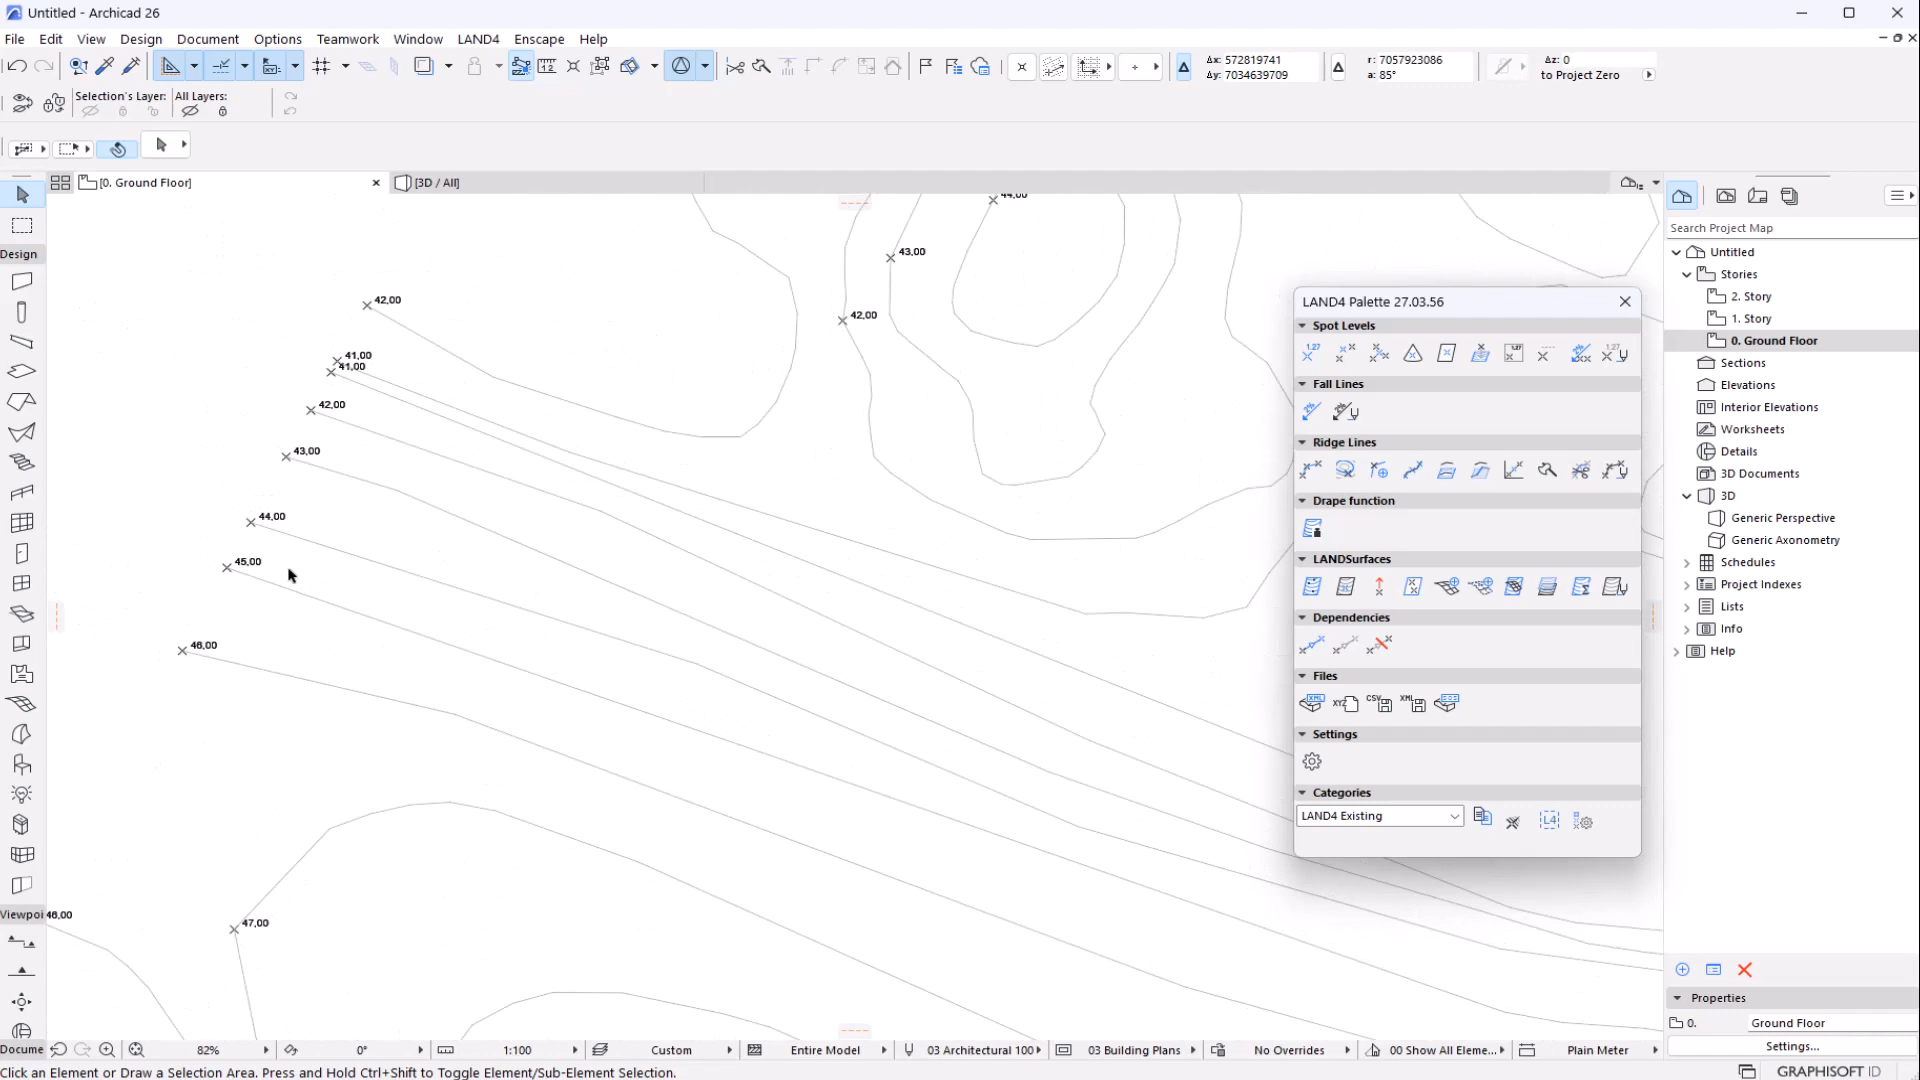 Untitled - Archicad 26
File Edit View Design Document Options Teamwork Window LAND4 Enscape Help
Δx: 572819741
Δy: 7034639709
r: 7057923086
a: 85°
Δz: 0
to Project Zero
Selection's Layer: All Layers:
[0. Ground Floor]
[3D / All]
Design
44,00
43,00
42,00
42,00
41,00
41,00
42,00
43,00
44,00
45,00
46,00
47,00
Viewpoi
48,00
Docume
LAND4 Palette 27.03.56
Spot Levels
Fall Lines
Ridge Lines
Drape function
LANDSurfaces
Dependencies
Files
Settings
Categories
LAND4 Existing
Search Project Map
Untitled
Stories
2. Story
1. Story
0. Ground Floor
Sections
Elevations
Interior Elevations
Worksheets
Details
3D Documents
3D
Generic Perspective
Generic Axonometry
Schedules
Project Indexes
Lists
Info
Help
Properties
0. Ground Floor
Settings...
82% 0° 1:100 Custom Entire Model 03 Architectural 100 03 Building Plans No Overrides 00 Show All Eleme... Plain Meter
Click an Element or Draw a Selection Area. Press and Hold Ctrl+Shift to Toggle Element/Sub-Element Selection.
GRAPHISOFT ID